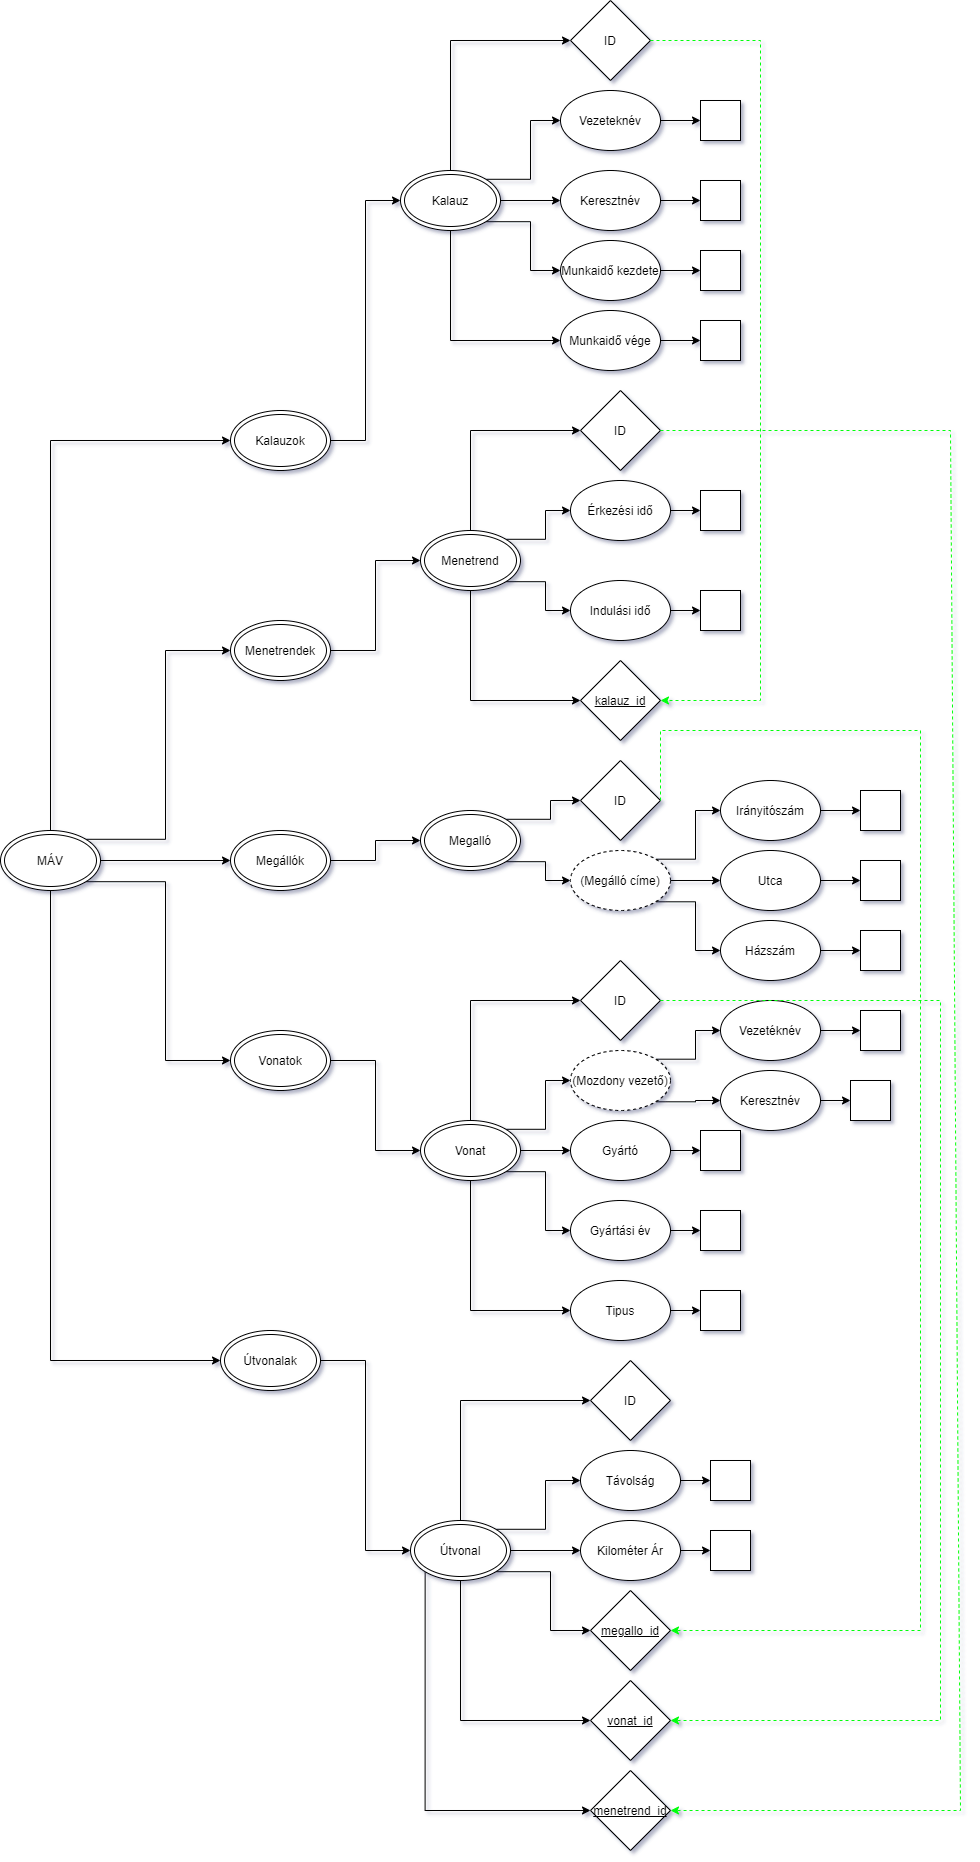 ID
Vezeteknév
Kalauz
Keresztnév
Munkaidő kezdete
Munkaidő vége
Kalauzok
ID
Érkezési idő
Menetrend
Indulási idő
Menetrendek
kalauz_id
ID
Irányitószám
MÁV
Megállók
Megalló
(Megálló címe)
Utca
Házszám
ID
Vezetéknév
Vonatok
(Mozdony vezető)
Keresztnév
Vonat
Gyártó
Gyártási év
Tipus
Útvonalak
ID
Távolság
Útvonal
Kilométer Ár
megallo_id
vonat_id
menetrend_id